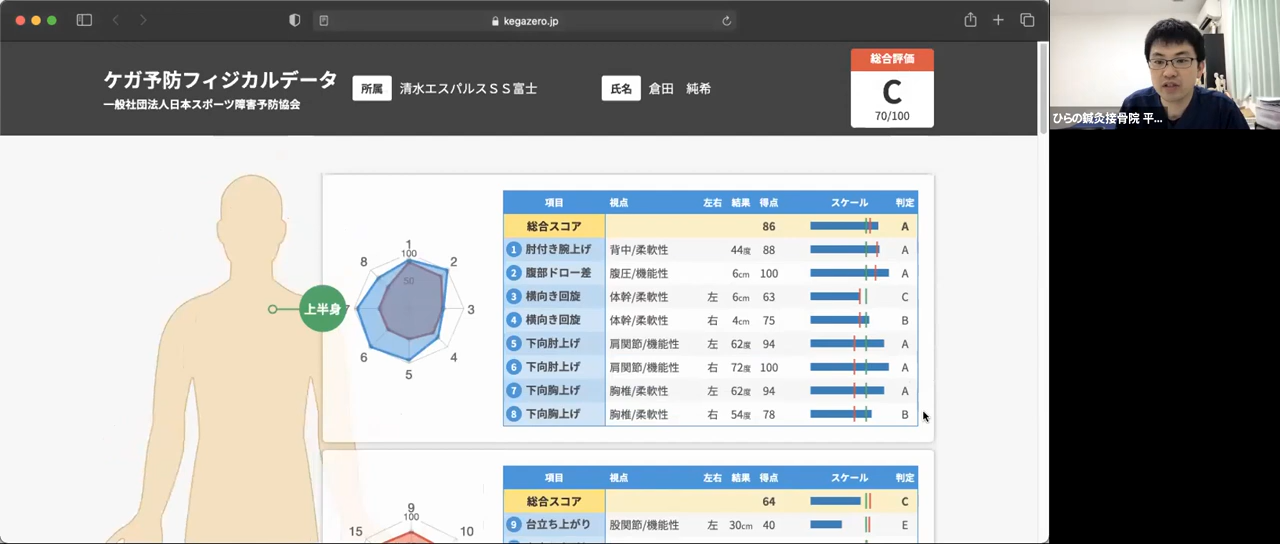 kegazero.jp
ケガ予防フィジカルデータ
一般社団法人日本スポーツ障害予防協会
所属 清水エスパルスＳＳ富士
氏名 倉田 純希
総合評価
C
70/100
ひらの鍼灸接骨院 平...
上半身
1
100
8 2
50
7 3
6 4
5
項目 視点 左右 結果 得点 スケール 判定
総合スコア 86 A
1 肘付き腕上げ 背中/柔軟性 44度 88 A
2 腹部ドロー差 腹圧/機能性 6cm 100 A
3 横向き回旋 体幹/柔軟性 左 6cm 63 C
4 横向き回旋 体幹/柔軟性 右 4cm 75 B
5 下向肘上げ 肩関節/機能性 左 62度 94 A
6 下向肘上げ 肩関節/機能性 右 72度 100 A
7 下向胸上げ 胸椎/柔軟性 左 62度 94 A
8 下向胸上げ 胸椎/柔軟性 右 54度 78 B
9
100
15 10
項目 視点 左右 結果 得点 スケール 判定
総合スコア 64 C
9 台立ち上がり 股関節/機能性 左 30cm 40 E